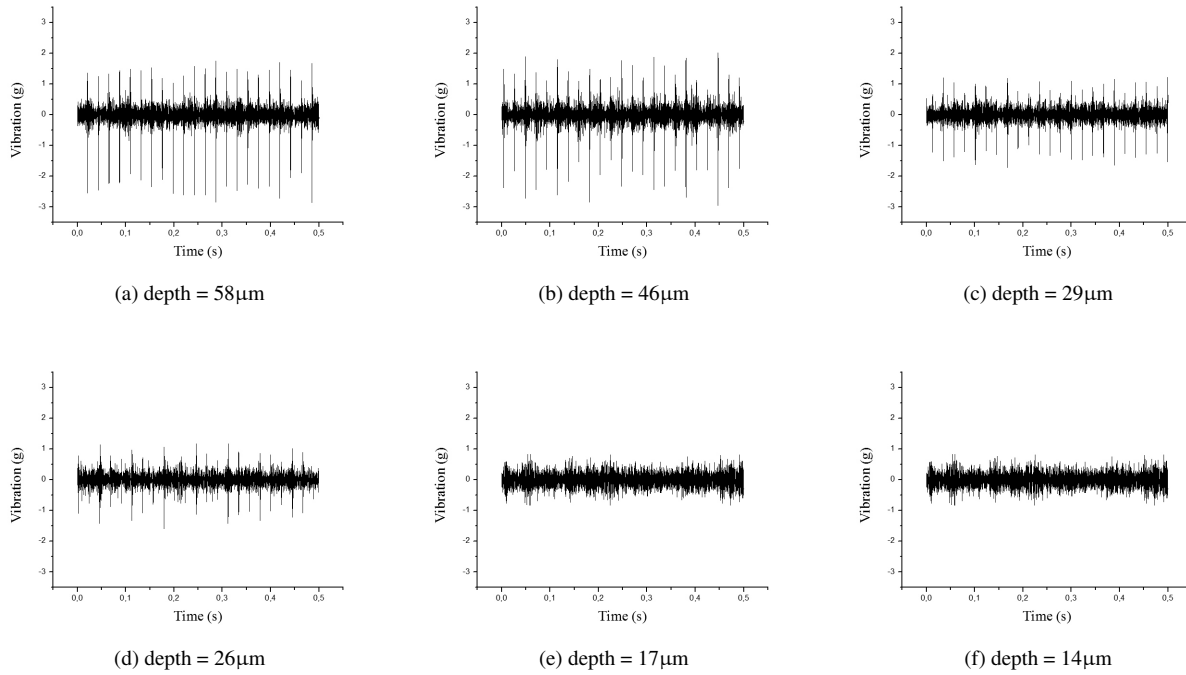 3
2
1
0
-1
-2
-3
Vibration (g)
0,0 0,1 0,2 0,3 0,4 0,5
Time (s)
(a) depth = 58μm
3
2
1
0
-1
-2
-3
Vibration (g)
0,0 0,1 0,2 0,3 0,4 0,5
Time (s)
(b) depth = 46μm
3
2
1
0
-1
-2
-3
Vibration (g)
0,0 0,1 0,2 0,3 0,4 0,5
Time (s)
(c) depth = 29μm
3
2
1
0
-1
-2
-3
Vibration (g)
0,0 0,1 0,2 0,3 0,4 0,5
Time (s)
(d) depth = 26μm
3
2
1
0
-1
-2
-3
Vibration (g)
0,0 0,1 0,2 0,3 0,4 0,5
Time (s)
(e) depth = 17μm
3
2
1
0
-1
-2
-3
Vibration (g)
0,0 0,1 0,2 0,3 0,4 0,5
Time (s)
(f) depth = 14μm